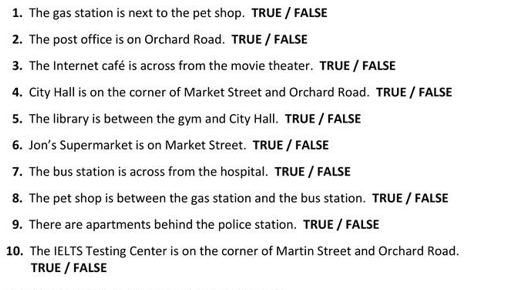 1. The gas station is next to the pet shop. TRUE / FALSE
2. The post office is on Orchard Road. TRUE / FALSE
3. The Internet café is across from the movie theater. TRUE / FALSE
4. City Hall is on the corner of Market Street and Orchard Road. TRUE / FALSE
5. The library is between the gym and City Hall. TRUE / FALSE
6. Jon’s Supermarket is on Market Street. TRUE / FALSE
7. The bus station is across from the hospital. TRUE / FALSE
8. The pet shop is between the gas station and the bus station. TRUE / FALSE
9. There are apartments behind the police station. TRUE / FALSE
10. The IELTS Testing Center is on the corner of Martin Street and Orchard Road.
TRUE / FALSE